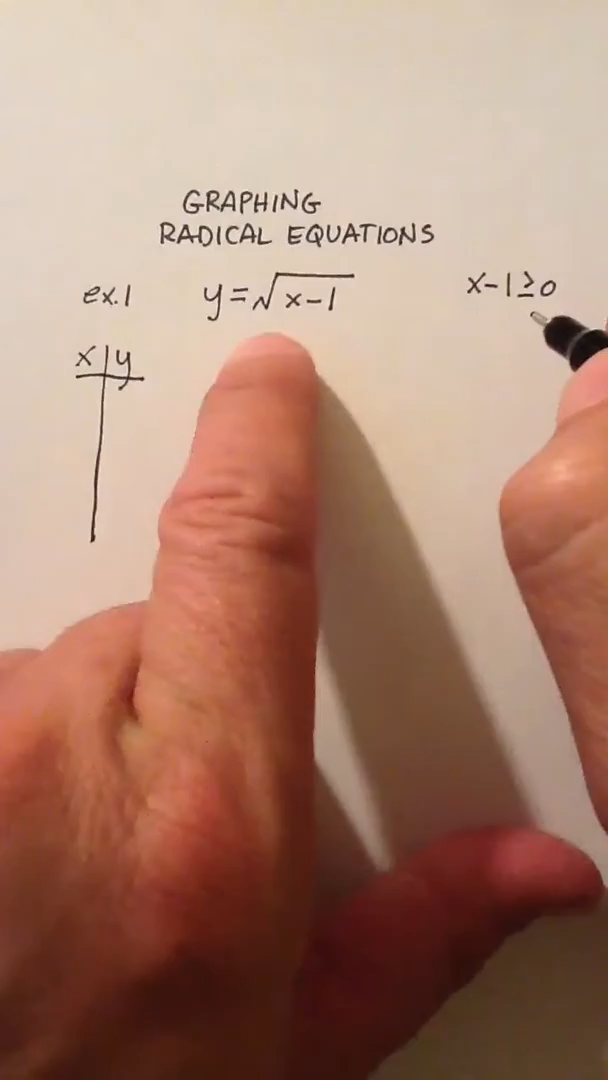 GRAPHING
RADICAL EQUATIONS
ex.1 y=√x-1 x-1≥0
x|y